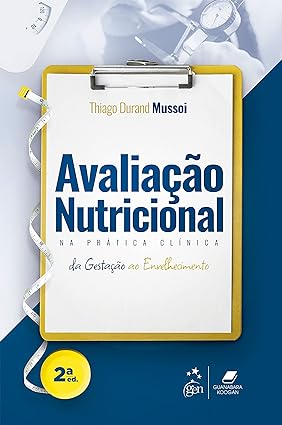 Thiago Durand Mussoi
Avaliação
Nutricional
NA PRÁTICA CLÍNICA
da Gestação ao Envelhecimento
2ª
ed.
gen
GUANABARA
KOOGAN